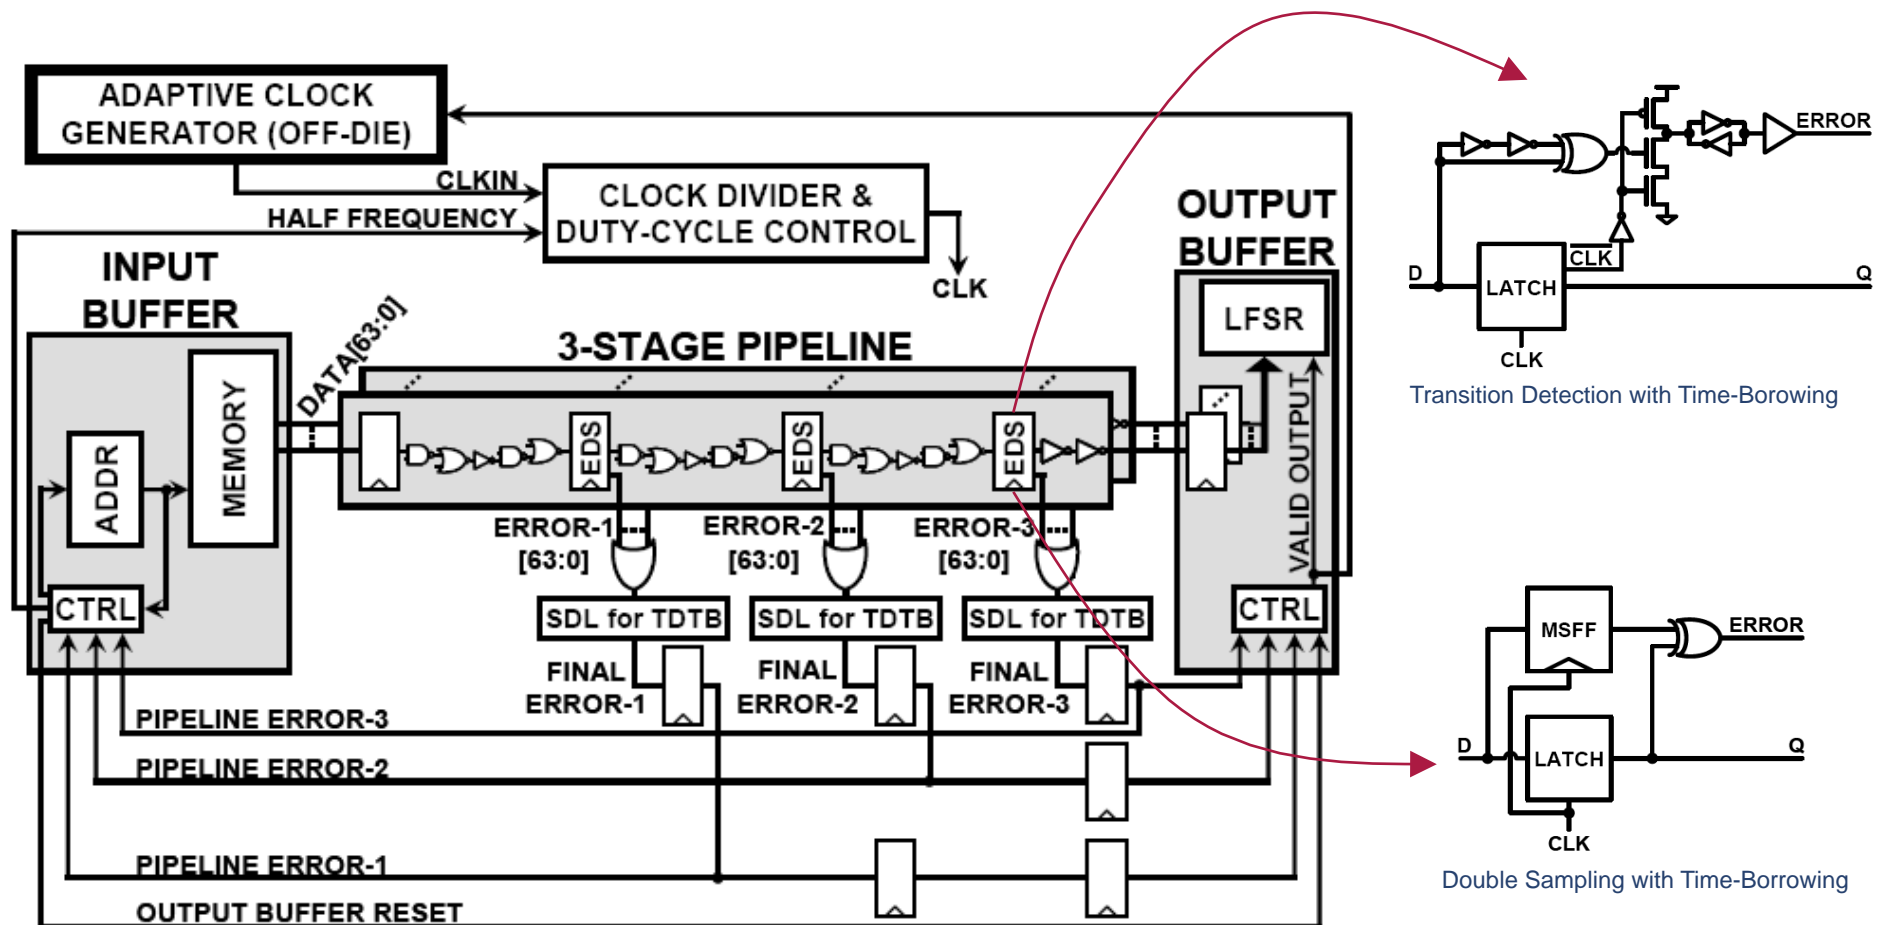 ADAPTIVE CLOCK
GENERATOR (OFF-DIE)
CLKIN
HALF FREQUENCY
CLOCK DIVIDER &
DUTY-CYCLE CONTROL
CLK
INPUT
BUFFER
ADDR
MEMORY
CTRL
DATA[63:0]
3-STAGE PIPELINE
EDS
EDS
EDS
OUTPUT
BUFFER
LFSR
VALID OUTPUT
CTRL
ERROR-1
[63:0]
ERROR-2
[63:0]
ERROR-3
[63:0]
SDL for TDTB
SDL for TDTB
SDL for TDTB
FINAL
ERROR-1
FINAL
ERROR-2
FINAL
ERROR-3
PIPELINE ERROR-3
PIPELINE ERROR-2
PIPELINE ERROR-1
OUTPUT BUFFER RESET
ERROR
CLK
D
LATCH
Q
CLK
Transition Detection with Time-Borowing
MSFF
ERROR
D
LATCH
Q
CLK
Double Sampling with Time-Borrowing